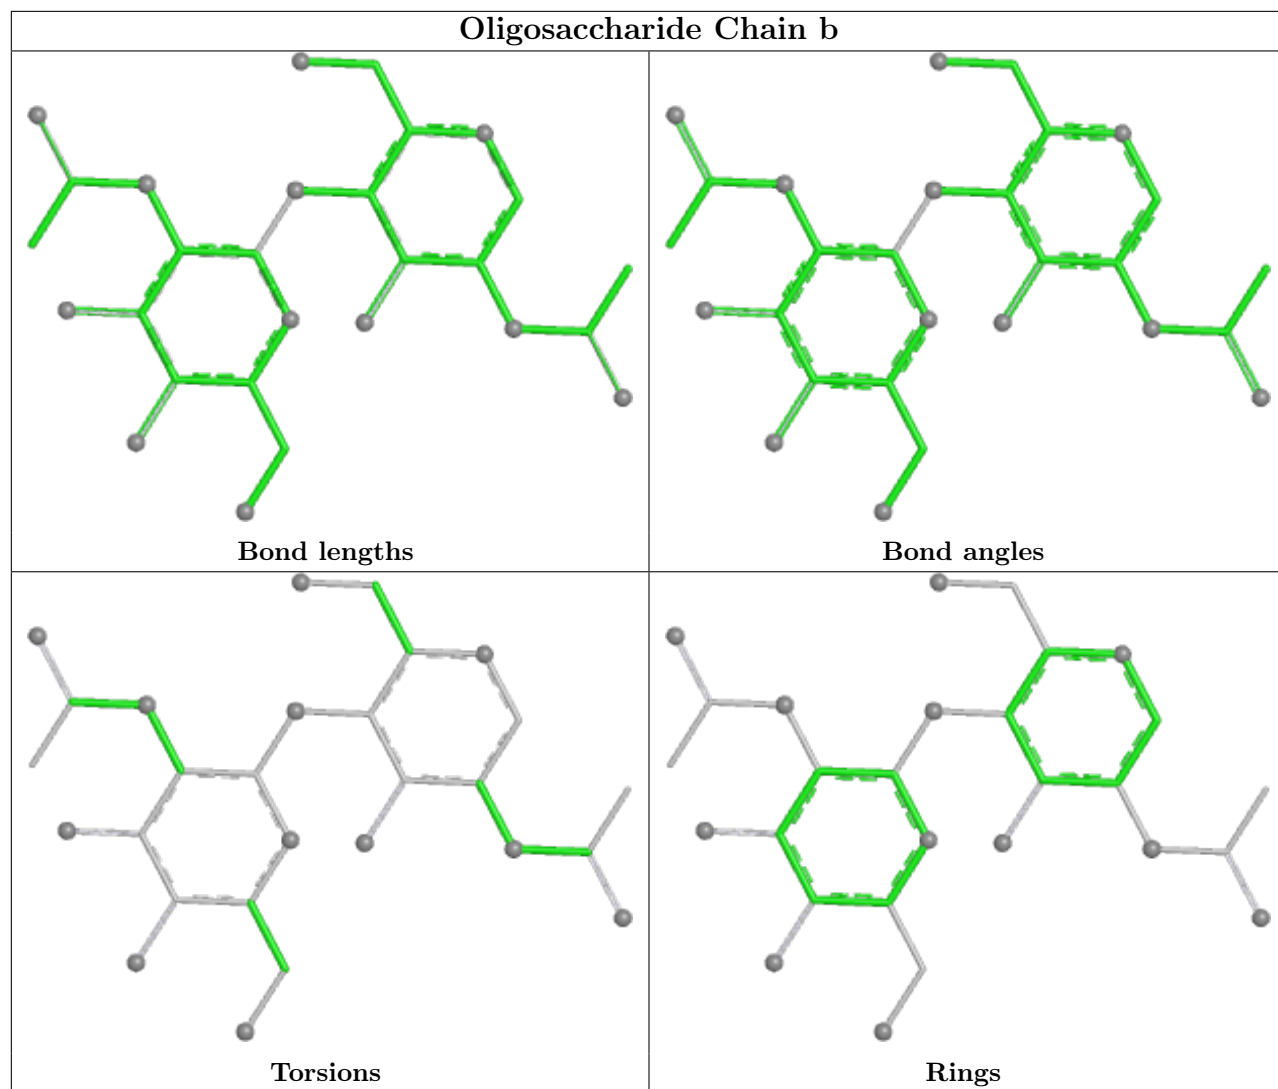 Oligosaccharide Chain b
Bond lengths
Bond angles
Torsions
Rings